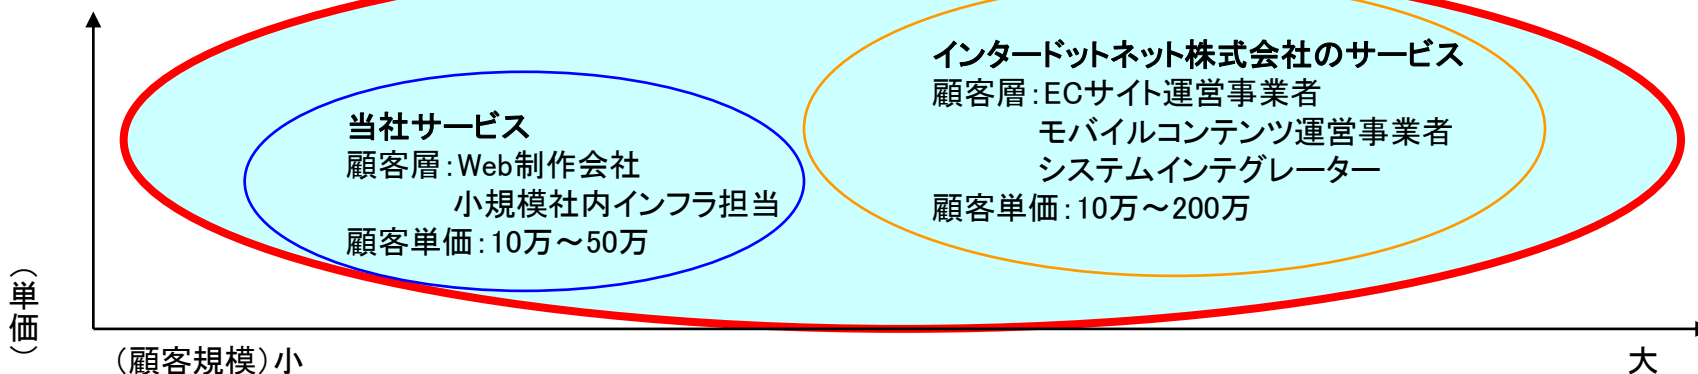 インタードットネット株式会社のサービス
顧客層：ECサイト運営事業者
モバイルコンテンツ運営事業者
システムインテグレーター
顧客単価：10万～200万
当社サービス
顧客層：Web制作会社
小規模社内インフラ担当
顧客単価：10万～50万
（単価）
（顧客規模）小
大